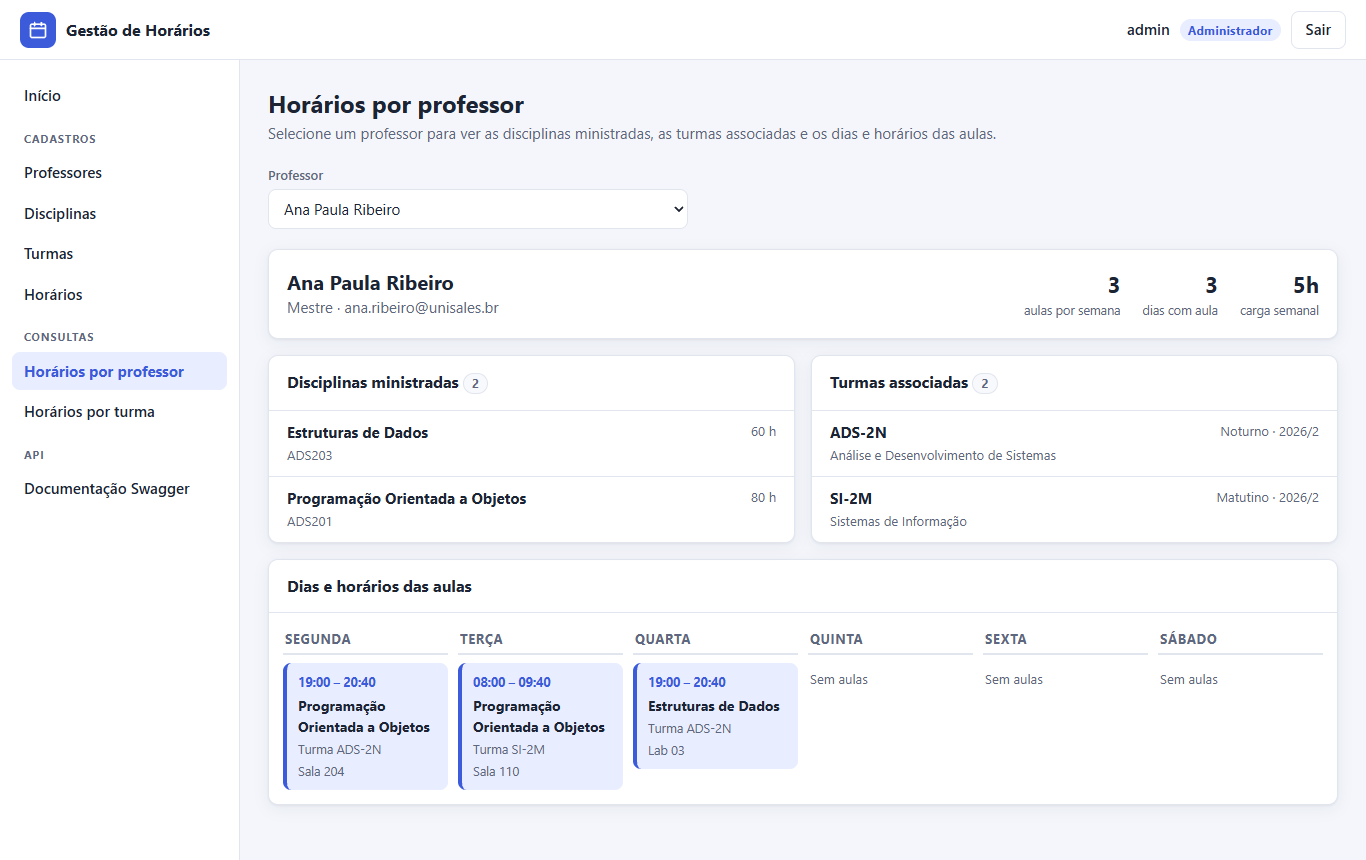 Gestão de Horários
admin Administrador Sair
Início
CADASTROS
Professores
Disciplinas
Turmas
Horários
CONSULTAS
Horários por professor
Horários por turma
API
Documentação Swagger
Horários por professor
Selecione um professor para ver as disciplinas ministradas, as turmas associadas e os dias e horários das aulas.
Professor
Ana Paula Ribeiro
Ana Paula Ribeiro
Mestre · ana.ribeiro@unisales.br
3
aulas por semana
3
dias com aula
5h
carga semanal
Disciplinas ministradas 2
Estruturas de Dados 60 h
ADS203
Programação Orientada a Objetos 80 h
ADS201
Turmas associadas 2
ADS-2N Noturno · 2026/2
Análise e Desenvolvimento de Sistemas
SI-2M Matutino · 2026/2
Sistemas de Informação
Dias e horários das aulas
SEGUNDA
19:00 – 20:40
Programação
Orientada a Objetos
Turma ADS-2N
Sala 204
TERÇA
08:00 – 09:40
Programação
Orientada a Objetos
Turma SI-2M
Sala 110
QUARTA
19:00 – 20:40
Estruturas de Dados
Turma ADS-2N
Lab 03
QUINTA
Sem aulas
SEXTA
Sem aulas
SÁBADO
Sem aulas